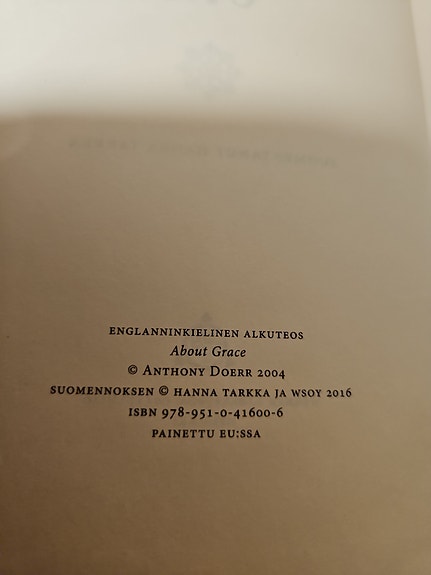 ENGLANNINKIELINEN ALKUTEOS
About Grace
© ANTHONY DOERR 2004
SUOMENNOKSEN © HANNA TARKKA JA WSOY 2016
ISBN 978-951-0-41600-6
PAINETTU EU:SSA